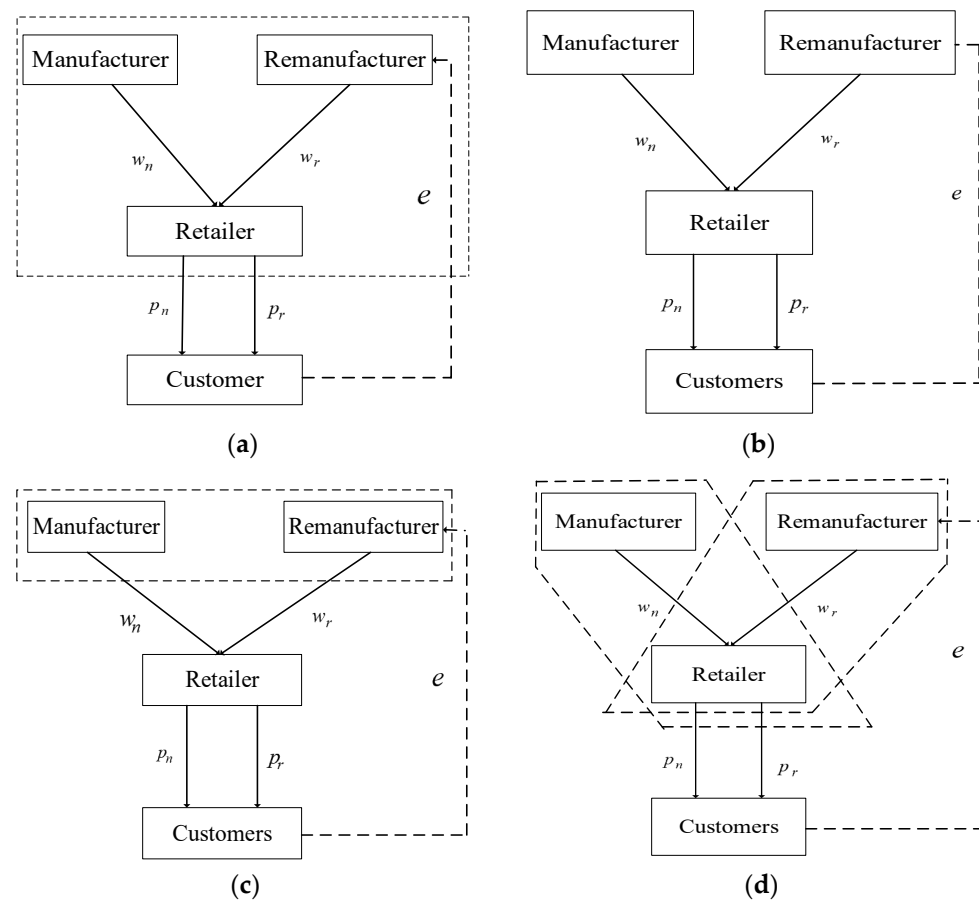 Manufacturer
Remanufacturer
w_n
w_r
e
Retailer
p_n
p_r
Customer
(a)
Manufacturer
Remanufacturer
w_n
w_r
e
Retailer
p_n
p_r
Customers
(b)
Manufacturer
Remanufacturer
w_n
w_r
Retailer
e
p_n
p_r
Customers
(c)
Manufacturer
Remanufacturer
w_n
w_r
Retailer
e
p_n
p_r
Customers
(d)